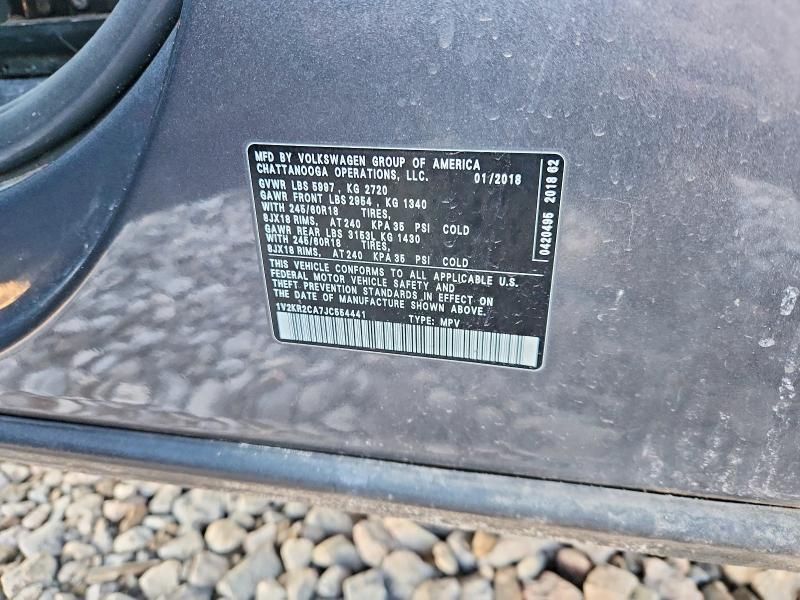 MFD BY VOLKSWAGEN GROUP OF AMERICA
CHATTANOOGA OPERATIONS, LLC. 01/2018
GVWR LBS 5997, KG 2720
GAWR FRONT LBS 2954 , KG 1340
WITH 245/60R18 TIRES,
8JX18 RIMS, AT 240 KPA 35 PSI COLD
GAWR REAR LBS 3153L KG 1430
WITH 245/60R18 TIRES,
8JX18 RIMS, AT 240 KPA 35 PSI COLD
THIS VEHICLE CONFORMS TO ALL APPLICABLE U.S.
FEDERAL MOTOR VEHICLE SAFETY AND
THEFT PREVENTION STANDARDS IN EFFECT ON
THE DATE OF MANUFACTURE SHOWN ABOVE.
1V2KR2CA7JC554441 TYPE: MPV
0420495 2018 62